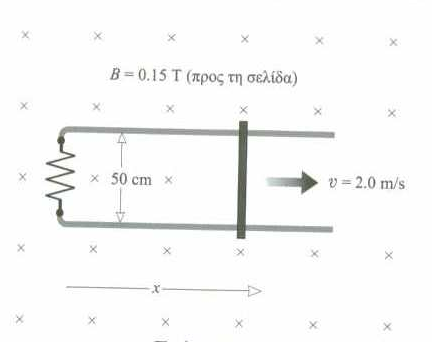 B = 0.15 T (προς τη σελίδα)
50 cm
v = 2.0 m/s
x